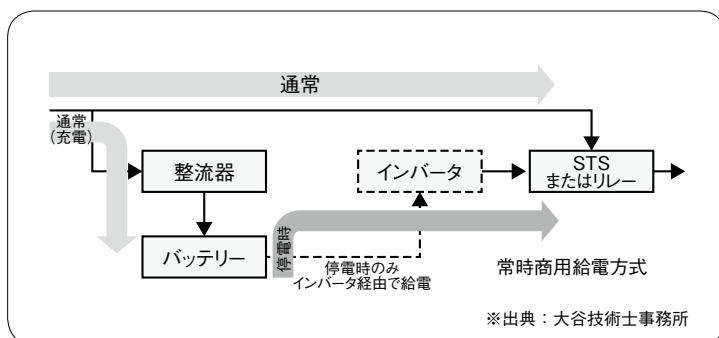 通常
通常
(充電)
整流器
インバータ
STS
またはリレー
バッテリー
停電時
停電時のみ
インバータ経由で給電
常時商用給電方式
※出典：大谷技術士事務所